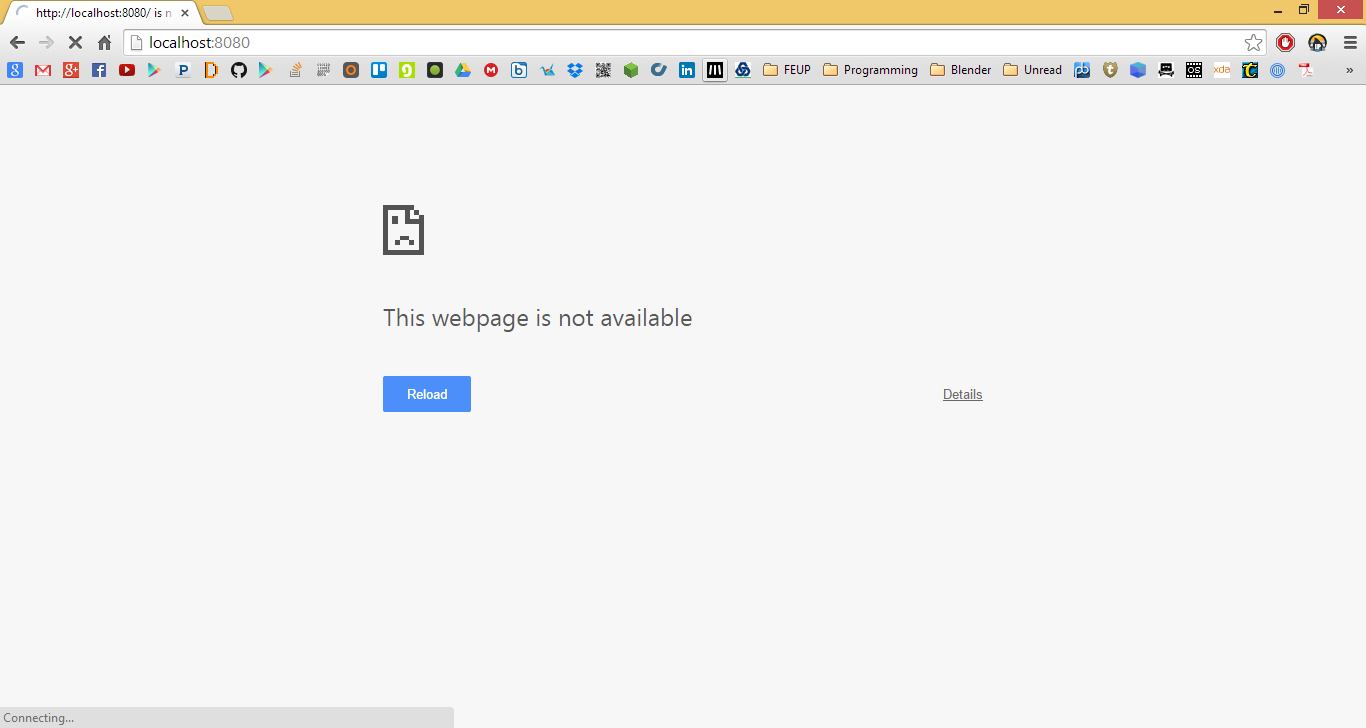 http://localhost:8080/ is n
localhost:8080
FEUP Programming Blender Unread xda »
This webpage is not available
Reload Details
Connecting...